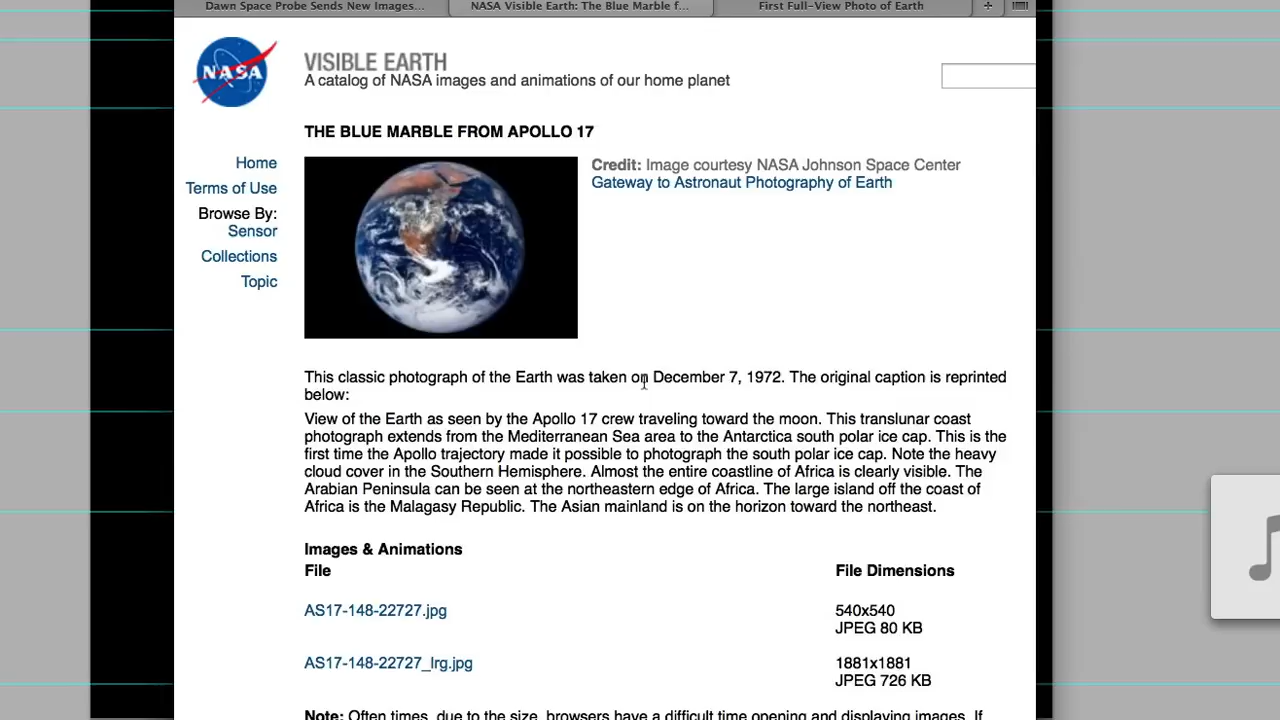 Dawn Space Probe Sends New Images...
NASA Visible Earth: The Blue Marble f...
First Full-View Photo of Earth
+
NASA
VISIBLE EARTH
A catalog of NASA images and animations of our home planet
THE BLUE MARBLE FROM APOLLO 17
Home
Terms of Use
Browse By:
Sensor
Collections
Topic
Credit: Image courtesy NASA Johnson Space Center
Gateway to Astronaut Photography of Earth
This classic photograph of the Earth was taken on December 7, 1972. The original caption is reprinted
below:
View of the Earth as seen by the Apollo 17 crew traveling toward the moon. This translunar coast
photograph extends from the Mediterranean Sea area to the Antarctica south polar ice cap. This is the
first time the Apollo trajectory made it possible to photograph the south polar ice cap. Note the heavy
cloud cover in the Southern Hemisphere. Almost the entire coastline of Africa is clearly visible. The
Arabian Peninsula can be seen at the northeastern edge of Africa. The large island off the coast of
Africa is the Malagasy Republic. The Asian mainland is on the horizon toward the northeast.
Images & Animations
File
File Dimensions
AS17-148-22727.jpg
540x540
JPEG 80 KB
AS17-148-22727_lrg.jpg
1881x1881
JPEG 726 KB
Note: Often times, due to the size, browsers have a difficult time opening and displaying images. If